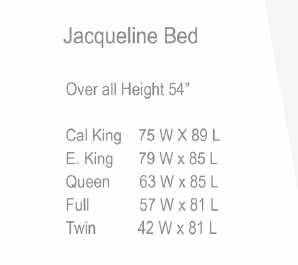 Jacqueline Bed
Over all Height 54”
Cal King 75 W X 89 L
E. King 79 W x 85 L
Queen 63 W x 85 L
Full 57 W x 81 L
Twin 42 W x 81 L